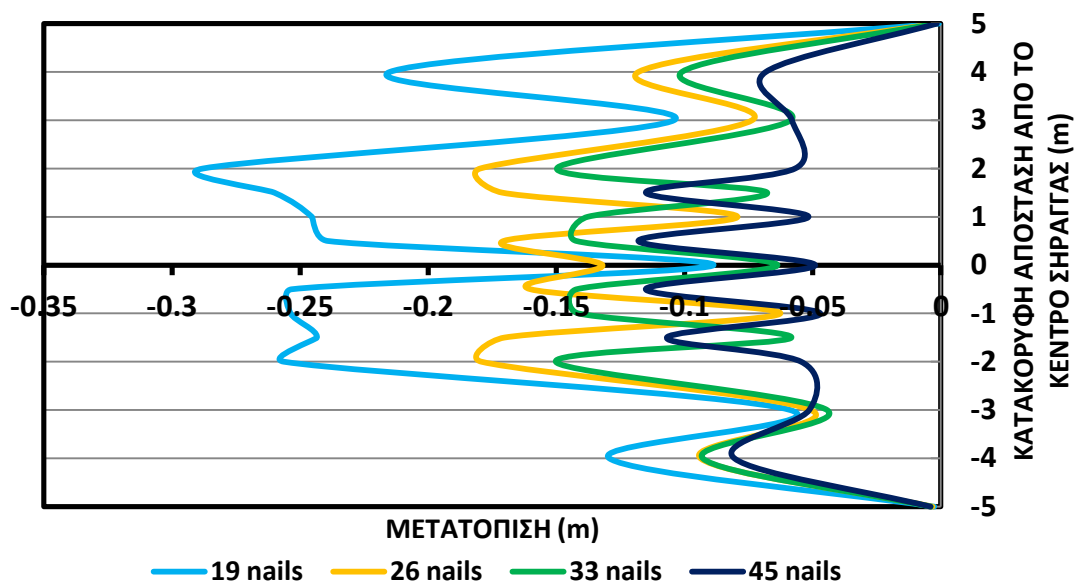 5
4
3
2
1
0
-1
-2
-3
-4
-5
-0.35 -0.3 -0.25 -0.2 -0.15 -0.1 -0.05 0
ΚΑΤΑΚΟΡΥΦΗ ΑΠΟΣΤΑΣΗ ΑΠΟ ΤΟ
ΚΕΝΤΡΟ ΣΗΡΑΓΓΑΣ (m)
ΜΕΤΑΤΟΠΙΣΗ (m)
19 nails 26 nails 33 nails 45 nails